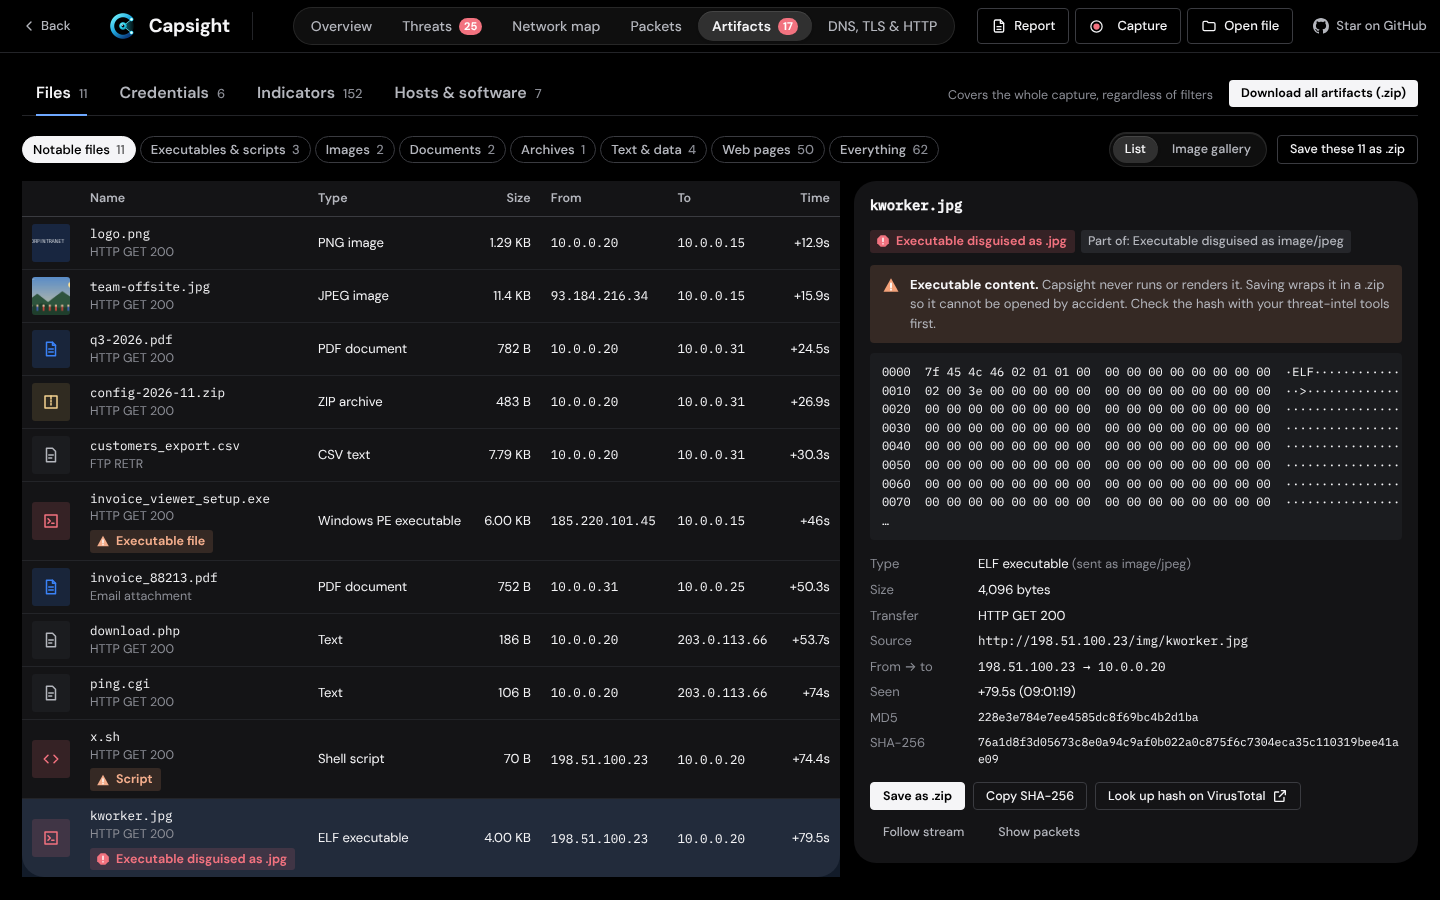 Back
Capsight
Overview
Threats 25
Network map
Packets
Artifacts 17
DNS, TLS & HTTP
Report
Capture
Open file
Star on GitHub
Files 11
Credentials 6
Indicators 152
Hosts & software 7
Covers the whole capture, regardless of filters
Download all artifacts (.zip)
Notable files 11
Executables & scripts 3
Images 2
Documents 2
Archives 1
Text & data 4
Web pages 50
Everything 62
List
Image gallery
Save these 11 as .zip
Name Type Size From To Time
logo.png
HTTP GET 200
PNG image 1.29 KB 10.0.0.20 10.0.0.15 +12.9s
team-offsite.jpg
HTTP GET 200
JPEG image 11.4 KB 93.184.216.34 10.0.0.15 +15.9s
q3-2026.pdf
HTTP GET 200
PDF document 782 B 10.0.0.20 10.0.0.31 +24.5s
config-2026-11.zip
HTTP GET 200
ZIP archive 483 B 10.0.0.20 10.0.0.31 +26.9s
customers_export.csv
FTP RETR
CSV text 7.79 KB 10.0.0.20 10.0.0.31 +30.3s
invoice_viewer_setup.exe
HTTP GET 200
Executable file
Windows PE executable 6.00 KB 185.220.101.45 10.0.0.15 +46s
invoice_88213.pdf
Email attachment
PDF document 752 B 10.0.0.31 10.0.0.25 +50.3s
download.php
HTTP GET 200
Text 186 B 10.0.0.20 203.0.113.66 +53.7s
ping.cgi
HTTP GET 200
Text 106 B 10.0.0.20 203.0.113.66 +74s
x.sh
HTTP GET 200
Script
Shell script 70 B 198.51.100.23 10.0.0.20 +74.4s
kworker.jpg
HTTP GET 200
Executable disguised as .jpg
ELF executable 4.00 KB 198.51.100.23 10.0.0.20 +79.5s
kworker.jpg
Executable disguised as .jpg
Part of: Executable disguised as image/jpeg
Executable content. Capsight never runs or renders it. Saving wraps it in a .zip
so it cannot be opened by accident. Check the hash with your threat-intel tools
first.
0000 7f 45 4c 46 02 01 01 00 00 00 00 00 00 00 00 00 ·ELF············
0010 02 00 3e 00 00 00 00 00 00 00 00 00 00 00 00 00 ··>·············
0020 00 00 00 00 00 00 00 00 00 00 00 00 00 00 00 00 ················
0030 00 00 00 00 00 00 00 00 00 00 00 00 00 00 00 00 ················
0040 00 00 00 00 00 00 00 00 00 00 00 00 00 00 00 00 ················
0050 00 00 00 00 00 00 00 00 00 00 00 00 00 00 00 00 ················
0060 00 00 00 00 00 00 00 00 00 00 00 00 00 00 00 00 ················
0070 00 00 00 00 00 00 00 00 00 00 00 00 00 00 00 00 ················
…
Type ELF executable (sent as image/jpeg)
Size 4,096 bytes
Transfer HTTP GET 200
Source http://198.51.100.23/img/kworker.jpg
From → to 198.51.100.23 → 10.0.0.20
Seen +79.5s (09:01:19)
MD5 228e3e784e7ee4585dc8f69bc4b2d1ba
SHA-256 76a1d8f3d05673c8e0a94c9af0b022a0c875f6c7304eca35c110319bee41a
e09
Save as .zip
Copy SHA-256
Look up hash on VirusTotal
Follow stream
Show packets